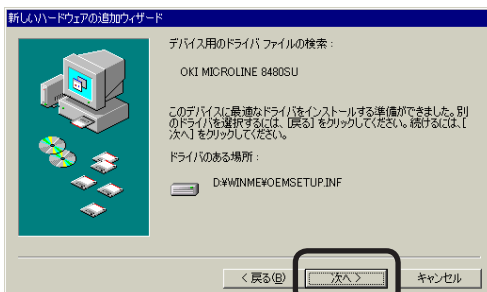 新しいハードウェアの追加ウィザード
デバイス用のドライバ ファイルの検索 :
OKI MICROLINE 8480SU
このデバイスに最適なドライバをインストールする準備ができました。別
のドライバを選択するには、[戻る] をクリックしてください。続けるには、[
次へ] をクリックしてください。
ドライバのある場所 :
D:¥WINME¥OEMSETUP.INF
< 戻る(B)
次へ >
キャンセル